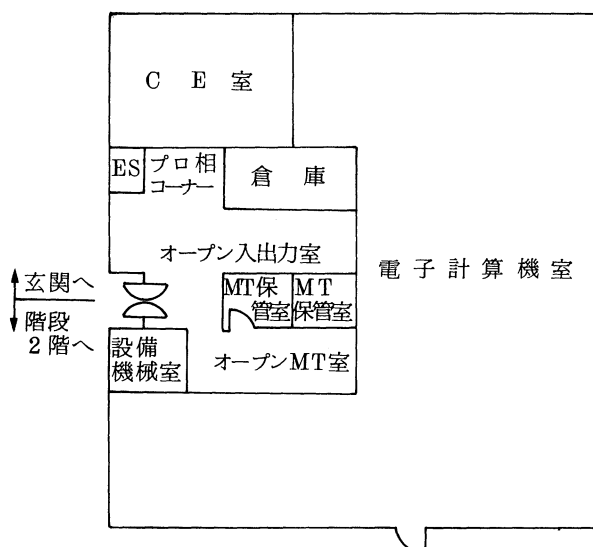 C E 室
ES
プロ相
コーナー
倉 庫
オープン入出力室
電子計算機室
玄関へ
階段
2階へ
MT保
管室
MT
保管室
設備
機械室
オープンMT室